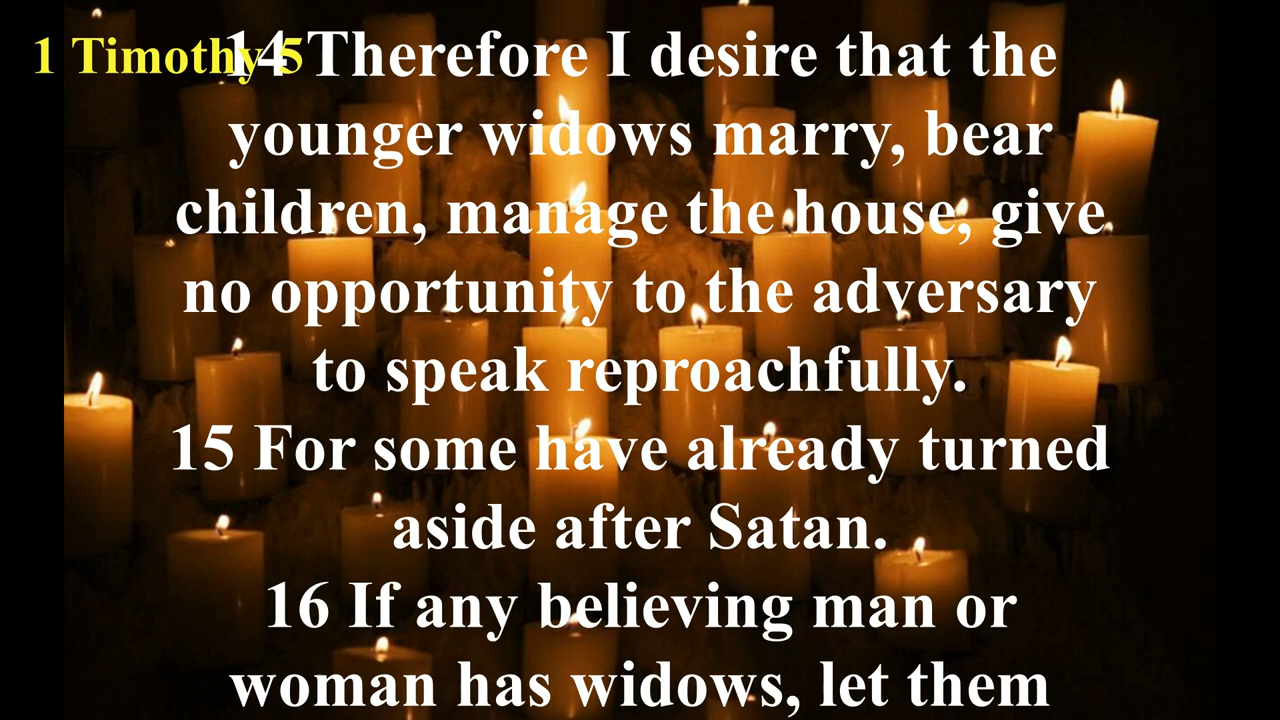 1 Timothy 5
14 Therefore I desire that the
younger widows marry, bear
children, manage the house, give
no opportunity to the adversary
to speak reproachfully.
15 For some have already turned
aside after Satan.
16 If any believing man or
woman has widows, let them